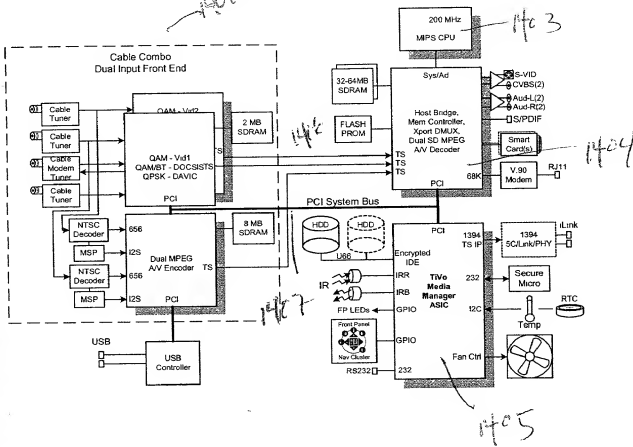 200 MHz
MIPS CPU
1403
Cable Combo
Dual Input Front End
Sys/Ad
32-64MB
SDRAM
FLASH
PROM
Host Bridge,
Mem Controller,
Xport DMUX,
Dual SD MPEG
A/V Decoder
TS
TS
TS
PCI
68K
S-VID
CVBS(2)
Aud-L(2)
Aud-R(2)
S/PDIF
Smart
Card(s)
V.90
Modem
RJ11
1404
Cable
Tuner
Cable
Tuner
Cable
Modem
Tuner
Cable
Tuner
QAM - Vid2
TS
2 MB
SDRAM
QAM - Vid1
QAM/BT - DOCSIS
QPSK - DAVIC
TS
TS
PCI
PCI System Bus
NTSC
Decoder
MSP
NTSC
Decoder
MSP
656
I2S
656
I2S
Dual MPEG
A/V Encoder
TS
PCI
8 MB
SDRAM
1407
USB
USB
Controller
HDD
HDD
U66
IR
FP LEDs
Front Panel
Nav Cluster
RS232
PCI
Encrypted
IDE
IRR
IRB
GPIO
GPIO
232
TiVo
Media
Manager
ASIC
1394
TS IP
232
I2C
Fan Ctrl
1394
5C/Link/PHY
iLink
Secure
Micro
Temp
RTC
1405